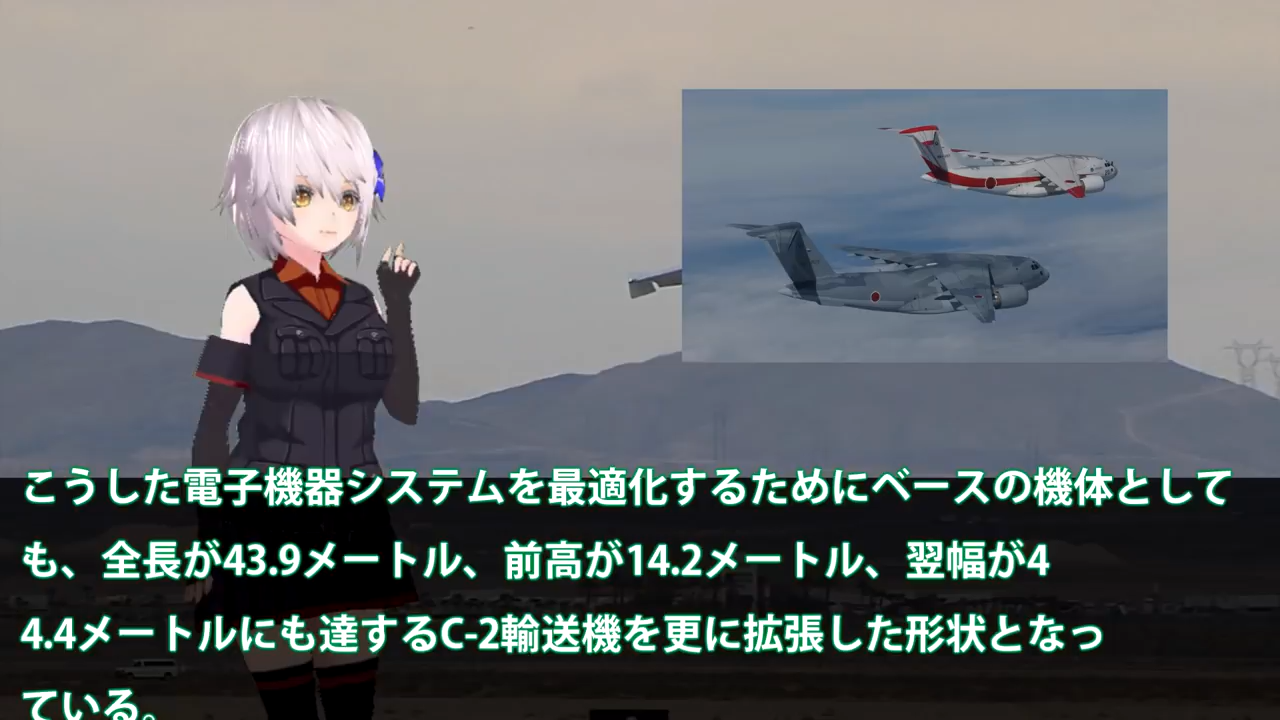 こうした電子機器システムを最適化するためにベースの機体として
も、全長が43.9メートル、前高が14.2メートル、翌幅が4
4.4メートルにも達するC-2輸送機を更に拡張した形状となっ
ている。